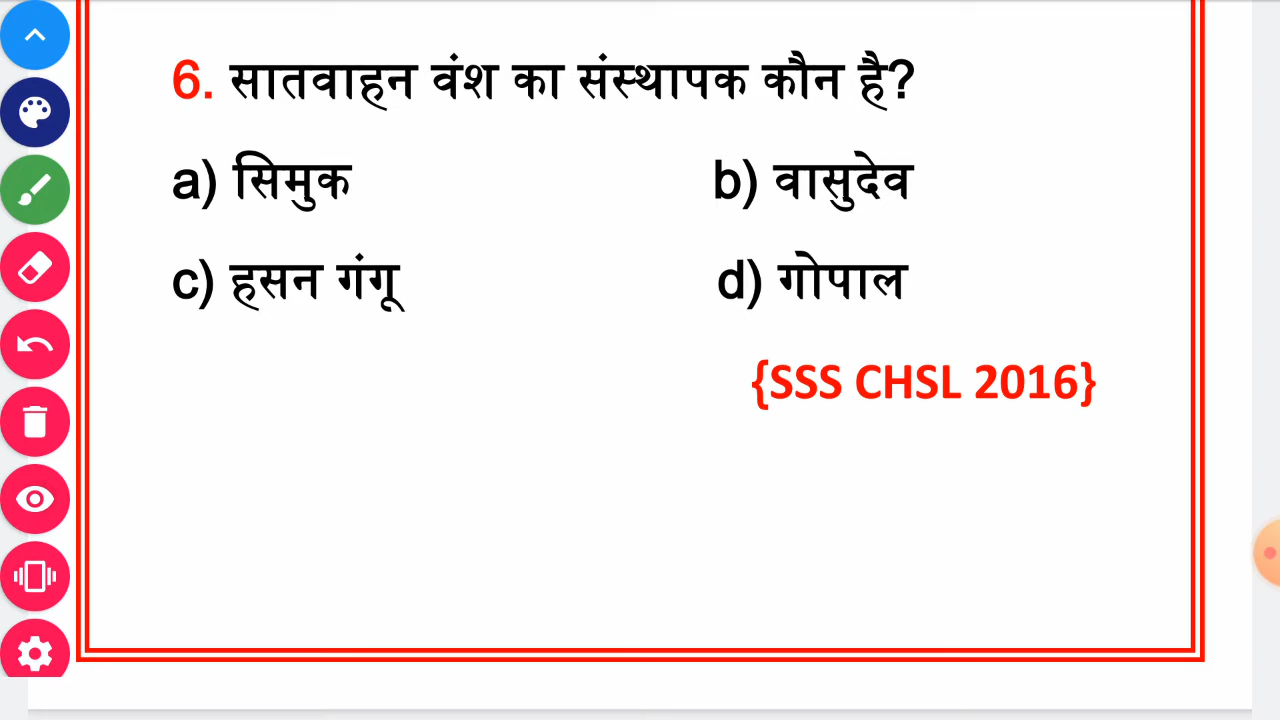 6. सातवाहन वंश का संस्थापक कौन है?
a) सिमुक b) वासुदेव
c) हसन गंगू d) गोपाल
{SSS CHSL 2016}